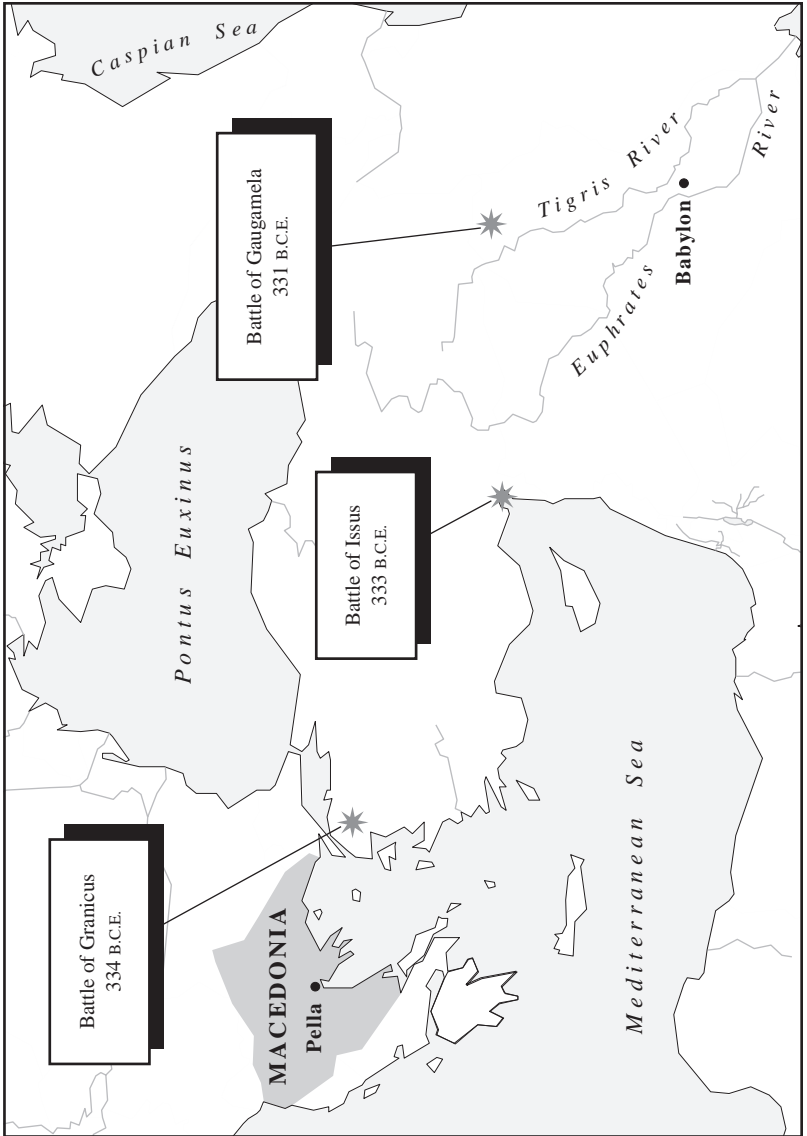 Battle of Granicus
334 B.C.E.
MACEDONIA
Pella
Pontus Euxinus
Battle of Issus
333 B.C.E.
Mediterranean Sea
Battle of Gaugamela
331 B.C.E.
Caspian Sea
Tigris River
Euphrates River
Babylon